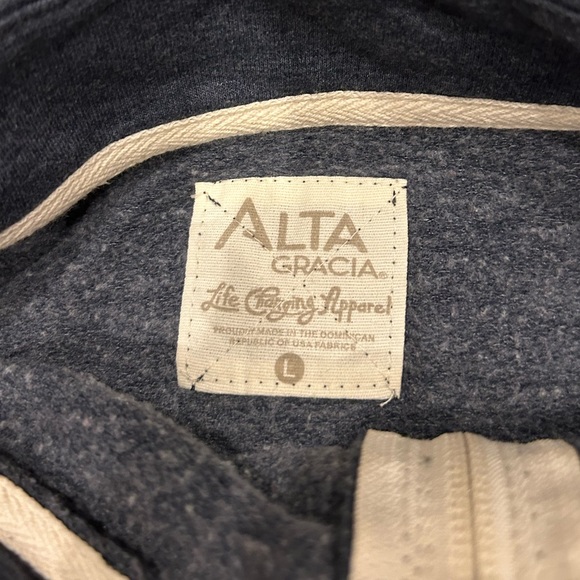 ALTA
GRACIA®
Life Changing Apparel
PROUDLY MADE IN THE DOMINICAN
REPUBLIC OF USA FABRICS
L